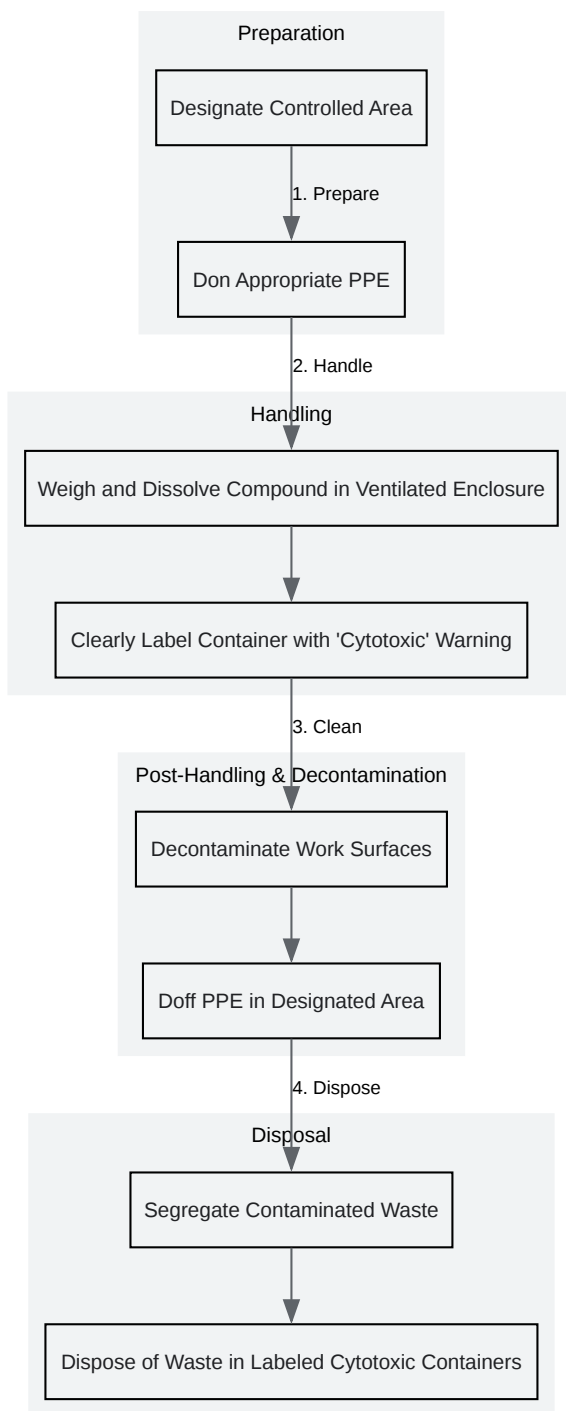 Preparation
Designate Controlled Area
1. Prepare
Don Appropriate PPE
2. Handle
Handling
Weigh and Dissolve Compound in Ventilated Enclosure
Clearly Label Container with 'Cytotoxic' Warning
3. Clean
Post-Handling & Decontamination
Decontaminate Work Surfaces
Doff PPE in Designated Area
4. Dispose
Disposal
Segregate Contaminated Waste
Dispose of Waste in Labeled Cytotoxic Containers